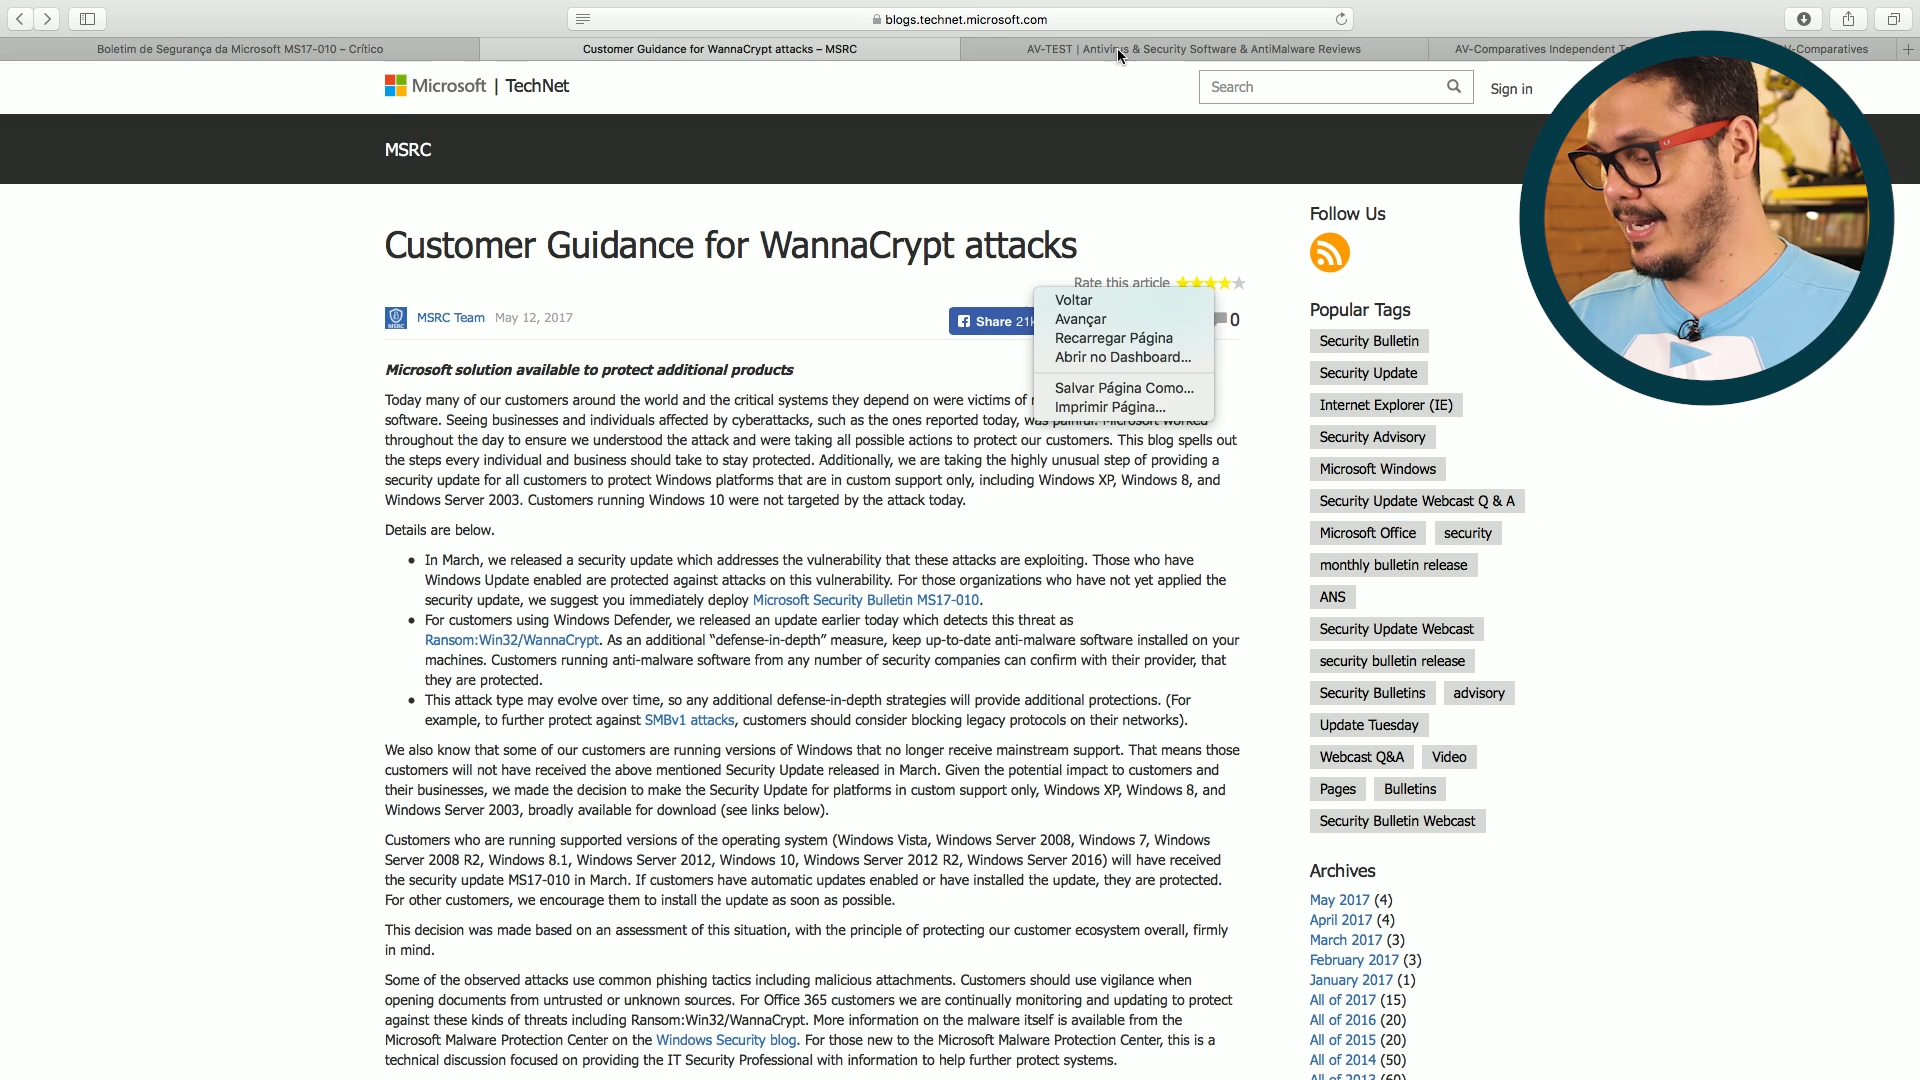 blogs.technet.microsoft.com
Boletim de Segurança da Microsoft MS17-010 – Crítico
Customer Guidance for WannaCrypt attacks – MSRC
AV-TEST | Antivirus & Security Software & AntiMalware Reviews
AV-Comparatives Independent
V-Comparatives
Microsoft | TechNet
Search
Sign in
MSRC
Customer Guidance for WannaCrypt attacks
Rate this article
MSRC
MSRC Team May 12, 2017
Share 21k
0
Voltar
Avançar
Recarregar Página
Abrir no Dashboard...
Salvar Página Como...
Imprimir Página...
Microsoft solution available to protect additional products
Today many of our customers around the world and the critical systems they depend on were victims of
software. Seeing businesses and individuals affected by cyberattacks, such as the ones reported today, was painful. Microsoft worked
throughout the day to ensure we understood the attack and were taking all possible actions to protect our customers. This blog spells out
the steps every individual and business should take to stay protected. Additionally, we are taking the highly unusual step of providing a
security update for all customers to protect Windows platforms that are in custom support only, including Windows XP, Windows 8, and
Windows Server 2003. Customers running Windows 10 were not targeted by the attack today.
Details are below.
• In March, we released a security update which addresses the vulnerability that these attacks are exploiting. Those who have
Windows Update enabled are protected against attacks on this vulnerability. For those organizations who have not yet applied the
security update, we suggest you immediately deploy Microsoft Security Bulletin MS17-010.
• For customers using Windows Defender, we released an update earlier today which detects this threat as
Ransom:Win32/WannaCrypt. As an additional “defense-in-depth” measure, keep up-to-date anti-malware software installed on your
machines. Customers running anti-malware software from any number of security companies can confirm with their provider, that
they are protected.
• This attack type may evolve over time, so any additional defense-in-depth strategies will provide additional protections. (For
example, to further protect against SMBv1 attacks, customers should consider blocking legacy protocols on their networks).
We also know that some of our customers are running versions of Windows that no longer receive mainstream support. That means those
customers will not have received the above mentioned Security Update released in March. Given the potential impact to customers and
their businesses, we made the decision to make the Security Update for platforms in custom support only, Windows XP, Windows 8, and
Windows Server 2003, broadly available for download (see links below).
Customers who are running supported versions of the operating system (Windows Vista, Windows Server 2008, Windows 7, Windows
Server 2008 R2, Windows 8.1, Windows Server 2012, Windows 10, Windows Server 2012 R2, Windows Server 2016) will have received
the security update MS17-010 in March. If customers have automatic updates enabled or have installed the update, they are protected.
For other customers, we encourage them to install the update as soon as possible.
This decision was made based on an assessment of this situation, with the principle of protecting our customer ecosystem overall, firmly
in mind.
Some of the observed attacks use common phishing tactics including malicious attachments. Customers should use vigilance when
opening documents from untrusted or unknown sources. For Office 365 customers we are continually monitoring and updating to protect
against these kinds of threats including Ransom:Win32/WannaCrypt. More information on the malware itself is available from the
Microsoft Malware Protection Center on the Windows Security blog. For those new to the Microsoft Malware Protection Center, this is a
technical discussion focused on providing the IT Security Professional with information to help further protect systems.
Follow Us
Popular Tags
Security Bulletin
Security Update
Internet Explorer (IE)
Security Advisory
Microsoft Windows
Security Update Webcast Q & A
Microsoft Office security
monthly bulletin release
ANS
Security Update Webcast
security bulletin release
Security Bulletins advisory
Update Tuesday
Webcast Q&A Video
Pages Bulletins
Security Bulletin Webcast
Archives
May 2017 (4)
April 2017 (4)
March 2017 (3)
February 2017 (3)
January 2017 (1)
All of 2017 (15)
All of 2016 (20)
All of 2015 (20)
All of 2014 (50)
All of 2013 (60)